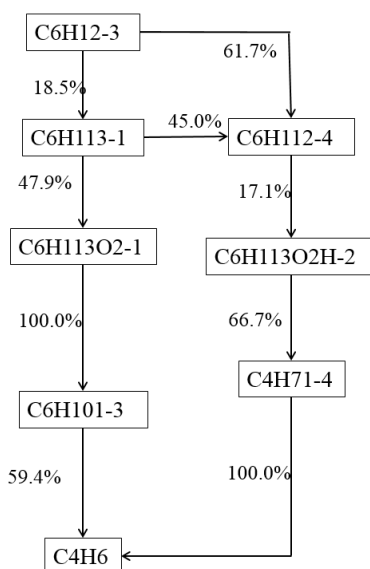 C6H12-3
61.7%
18.5%
C6H113-1
45.0%
C6H112-4
47.9%
17.1%
C6H113O2-1
C6H113O2H-2
100.0%
66.7%
C4H71-4
C6H101-3
59.4%
100.0%
C4H6